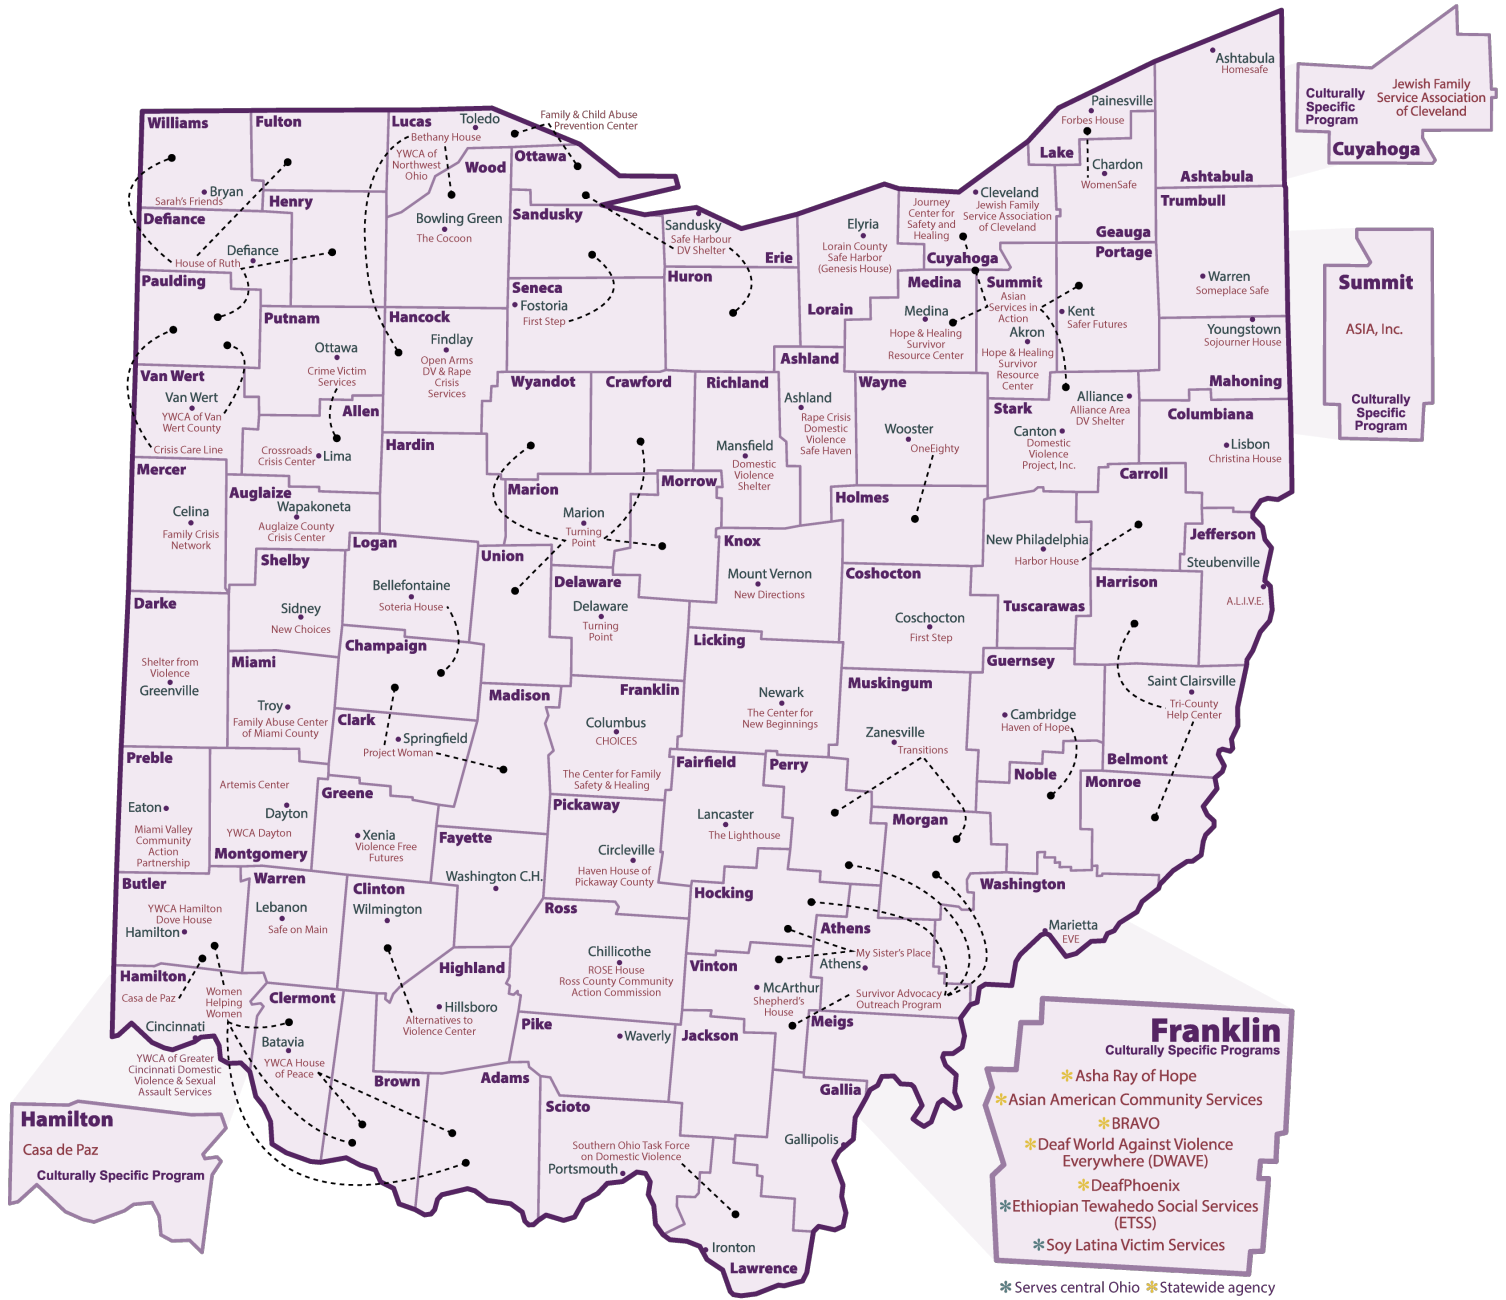 Ashtabula
Homesafe
Ashtabula
Culturally
Specific
Program
Jewish Family
Service Association
of Cleveland
Cuyahoga
Williams
Bryan
Sarah's Friends
Fulton
Lucas
Toledo
Bethany House
YWCA of
Northwest
Ohio
Family & Child Abuse
Prevention Center
Wood
Bowling Green
The Cocoon
Ottawa
Sandusky
Sandusky
Safe Harbour
DV Shelter
Erie
Huron
Painesville
Forbes House
Lake
Chardon
WomenSafe
Geauga
Cleveland
Journey
Center for
Safety and
Healing
Jewish Family
Service Association
of Cleveland
Cuyahoga
Elyria
Lorain County
Safe Harbor
(Genesis House)
Lorain
Trumbull
Warren
Someplace Safe
Portage
Kent
Safer Futures
Summit
Asian
Services in
Action
Akron
Hope & Healing
Survivor
Resource
Center
Medina
Medina
Hope & Healing
Survivor
Resource Center
Summit
ASIA, Inc.
Culturally
Specific
Program
Defiance
Defiance
House of Ruth
Henry
Paulding
Putnam
Ottawa
Crime Victim
Services
Hancock
Findlay
Open Arms
DV & Rape
Crisis
Services
Seneca
Fostoria
First Step
Youngstown
Sojourner House
Mahoning
Van Wert
Van Wert
YWCA of Van
Wert County
Crisis Care Line
Allen
Crossroads
Crisis Center
Lima
Hardin
Wyandot
Crawford
Richland
Mansfield
Domestic
Violence
Shelter
Ashland
Ashland
Rape Crisis
Domestic
Violence
Safe Haven
Wayne
Wooster
OneEighty
Stark
Alliance
Alliance Area
DV Shelter
Canton
Domestic
Violence
Project, Inc.
Columbiana
Lisbon
Christina House
Mercer
Celina
Family Crisis
Network
Auglaize
Wapakoneta
Auglaize County
Crisis Center
Marion
Marion
Turning
Point
Morrow
Holmes
Carroll
Jefferson
Steubenville
A.L.I.V.E.
New Philadelphia
Harbor House
Tuscarawas
Harrison
Shelby
Sidney
New Choices
Logan
Bellefontaine
Soteria House
Union
Delaware
Delaware
Turning
Point
Knox
Mount Vernon
New Directions
Coshocton
Coschocton
First Step
Darke
Shelter from
Violence
Greenville
Miami
Troy
Family Abuse Center
of Miami County
Champaign
Clark
Springfield
Project Woman
Madison
Franklin
Columbus
CHOICES
The Center for Family
Safety & Healing
Licking
Newark
The Center for
New Beginnings
Muskingum
Zanesville
Transitions
Guernsey
Cambridge
Haven of Hope
Saint Clairsville
Tri-County
Help Center
Belmont
Noble
Monroe
Preble
Eaton
Miami Valley
Community
Action
Partnership
Artemis Center
Dayton
YWCA Dayton
Montgomery
Greene
Xenia
Violence Free
Futures
Fayette
Washington C.H.
Pickaway
Circleville
Haven House of
Pickaway County
Fairfield
Lancaster
The Lighthouse
Perry
Morgan
Washington
Marietta
EVE
Butler
YWCA Hamilton
Dove House
Hamilton
Warren
Lebanon
Safe on Main
Clinton
Wilmington
Ross
Chillicothe
ROSE House
Ross County Community
Action Commission
Hocking
Athens
My Sister's Place
Athens
Survivor Advocacy
Outreach Program
Vinton
McArthur
Shepherd's
House
Hamilton
Casa de Paz
Women
Helping
Women
Cincinnati
YWCA of Greater
Cincinnati Domestic
Violence & Sexual
Assault Services
Clermont
Batavia
YWCA House
of Peace
Highland
Hillsboro
Alternatives to
Violence Center
Brown
Adams
Pike
Waverly
Jackson
Meigs
Gallia
Gallipolis
Scioto
Southern Ohio Task Force
on Domestic Violence
Portsmouth
Ironton
Lawrence
Hamilton
Casa de Paz
Culturally Specific Program
Franklin
Culturally Specific Programs
*Asha Ray of Hope
*Asian American Community Services
*BRAVO
*Deaf World Against Violence
Everywhere (DWAVE)
*DeafPhoenix
*Ethiopian Tewahedo Social Services
(ETSS)
*Soy Latina Victim Services
*Serves central Ohio *Statewide agency